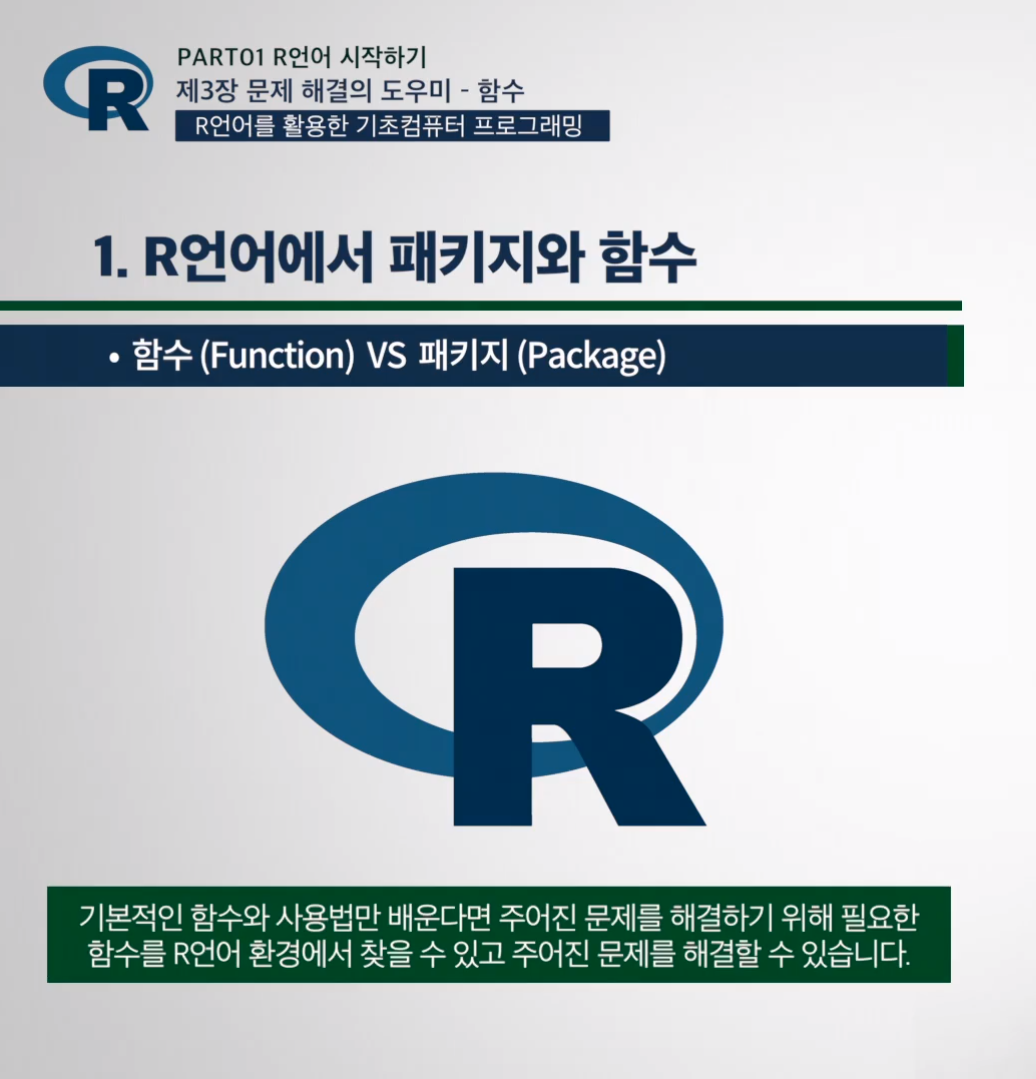 R
PART01 R언어 시작하기
제3장 문제 해결의 도우미 - 함수
R언어를 활용한 기초컴퓨터 프로그래밍
1. R언어에서 패키지와 함수
• 함수 (Function) VS 패키지 (Package)
R
기본적인 함수와 사용법만 배운다면 주어진 문제를 해결하기 위해 필요한
함수를 R언어 환경에서 찾을 수 있고 주어진 문제를 해결할 수 있습니다.